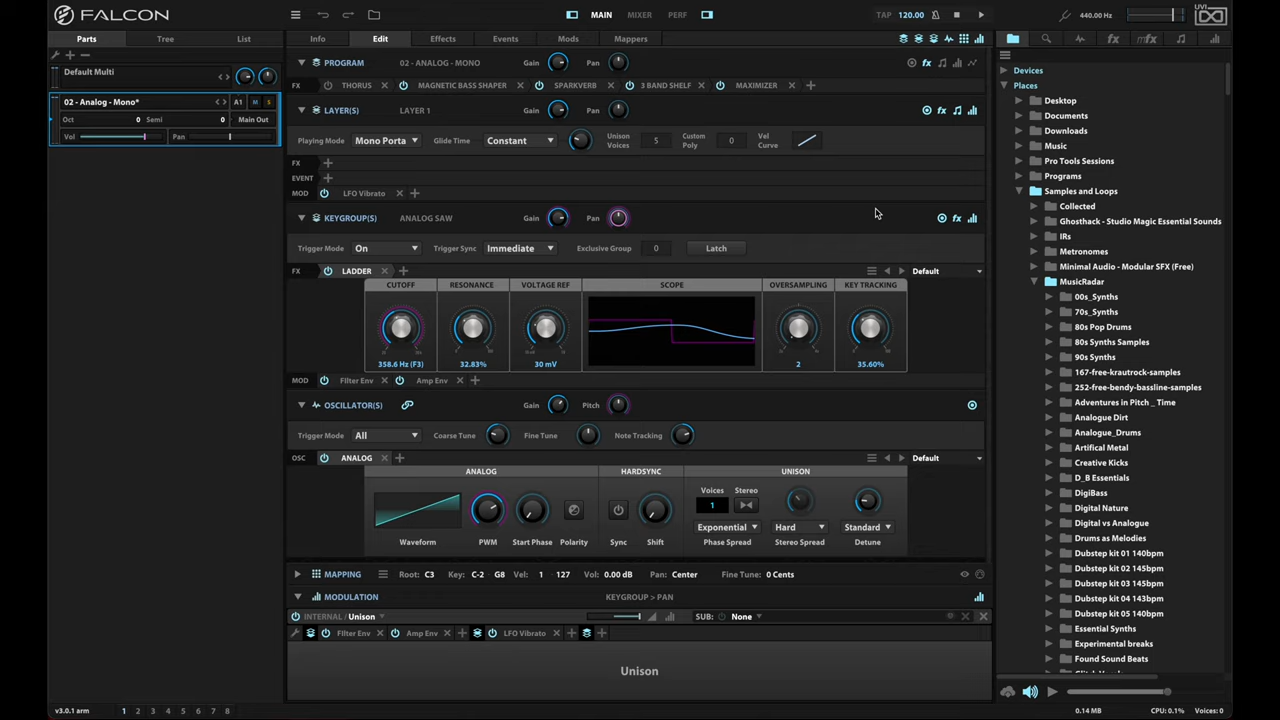 FALCON
MAIN MIXER PERF
TAP 120.00
440.00 Hz
UVI
Parts Tree List
Info Edit Effects Events Mods Mappers
Default Multi
02 - Analog - Mono* A1 M S
Oct 0 Semi 0 Main Out
Vol Pan
PROGRAM 02 - ANALOG - MONO Gain Pan
FX THORUS MAGNETIC BASS SHAPER SPARKVERB 3 BAND SHELF MAXIMIZER
LAYER(S) LAYER 1 Gain Pan
Playing Mode Mono Porta Glide Time Constant Unison Voices 5 Custom Poly 0 Vel Curve
FX
EVENT
MOD LFO Vibrato
KEYGROUP(S) ANALOG SAW Gain Pan
Trigger Mode On Trigger Sync Immediate Exclusive Group 0 Latch
FX LADDER Default
CUTOFF RESONANCE VOLTAGE REF SCOPE OVERSAMPLING KEY TRACKING
358.6 Hz (F3) 32.83% 30 mV 2 35.60%
MOD Filter Env Amp Env
OSCILLATOR(S) Gain Pitch
Trigger Mode All Coarse Tune Fine Tune Note Tracking
OSC ANALOG Default
ANALOG HARDSYNC UNISON
Voices Stereo
1
Exponential Hard Standard
Waveform PWM Start Phase Polarity Sync Shift Phase Spread Stereo Spread Detune
MAPPING Root: C3 Key: C-2 G8 Vel: 1 127 Vol: 0.00 dB Pan: Center Fine Tune: 0 Cents
MODULATION KEYGROUP > PAN
INTERNAL / Unison SUB: None
Filter Env Amp Env LFO Vibrato
Unison
Devices
Places
Desktop
Documents
Downloads
Music
Pro Tools Sessions
Programs
Samples and Loops
Collected
Ghosthack - Studio Magic Essential Sounds
IRs
Metronomes
Minimal Audio - Modular SFX (Free)
MusicRadar
00s_Synths
70s_Synths
80s Pop Drums
80s Synths Samples
90s Synths
167-free-krautrock-samples
252-free-bendy-bassline-samples
Adventures in Pitch _ Time
Analogue Dirt
Analogue_Drums
Artifical Metal
Creative Kicks
D_B Essentials
DigiBass
Digital Nature
Digital vs Analogue
Drums as Melodies
Dubstep kit 01 140bpm
Dubstep kit 02 145bpm
Dubstep kit 03 145bpm
Dubstep kit 04 143bpm
Dubstep kit 05 140bpm
Essential Synths
Experimental breaks
Found Sound Beats
v3.0.1 arm 1 2 3 4 5 6 7 8
0.14 MB CPU: 0.1% Voices: 0